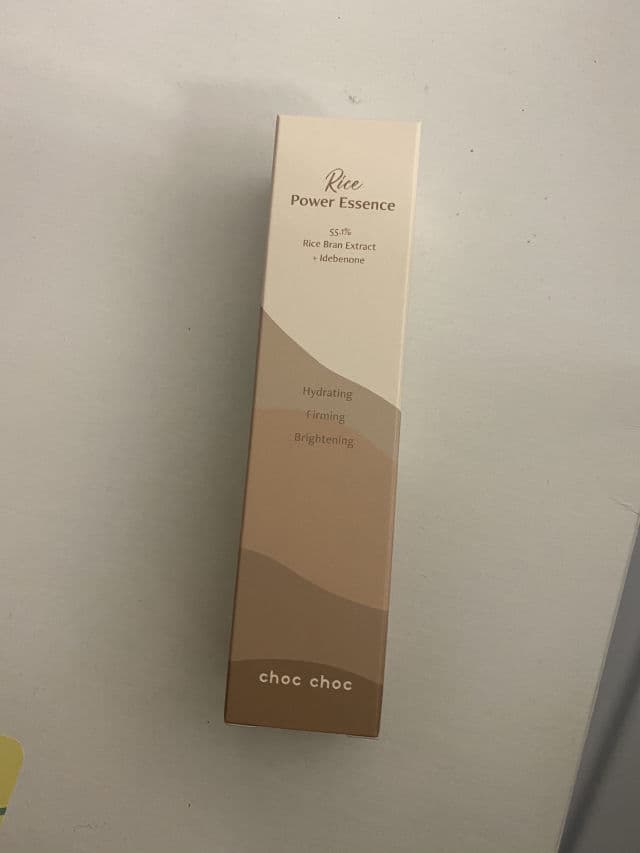 Rice
Power Essence
55.1%
Rice Bran Extract
+ Idebenone
Hydrating
Firming
Brightening
choc choc